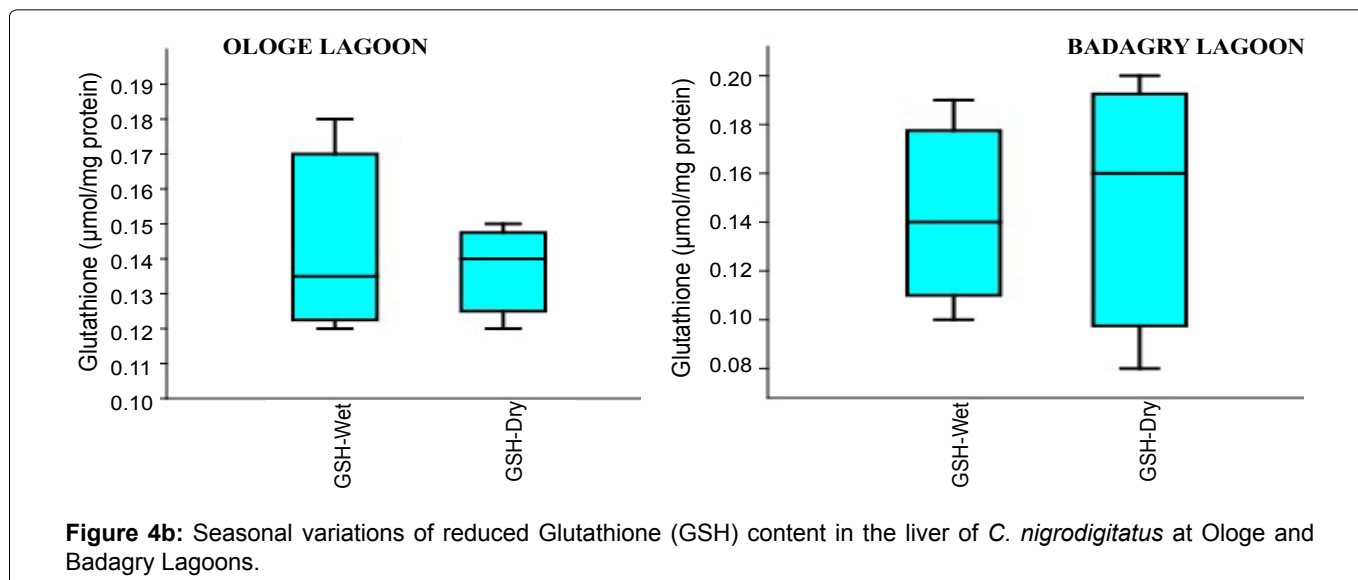 OLOGE LAGOON
Glutathione (µmol/mg protein)
0.19
0.18
0.17
0.16
0.15
0.14
0.13
0.12
0.11
0.10
GSH-Wet
GSH-Dry
BADAGRY LAGOON
Glutathione (µmol/mg protein)
0.20
0.18
0.16
0.14
0.12
0.10
0.08
GSH-Wet
GSH-Dry
Figure 4b: Seasonal variations of reduced Glutathione (GSH) content in the liver of C. nigrodigitatus at Ologe and
Badagry Lagoons.